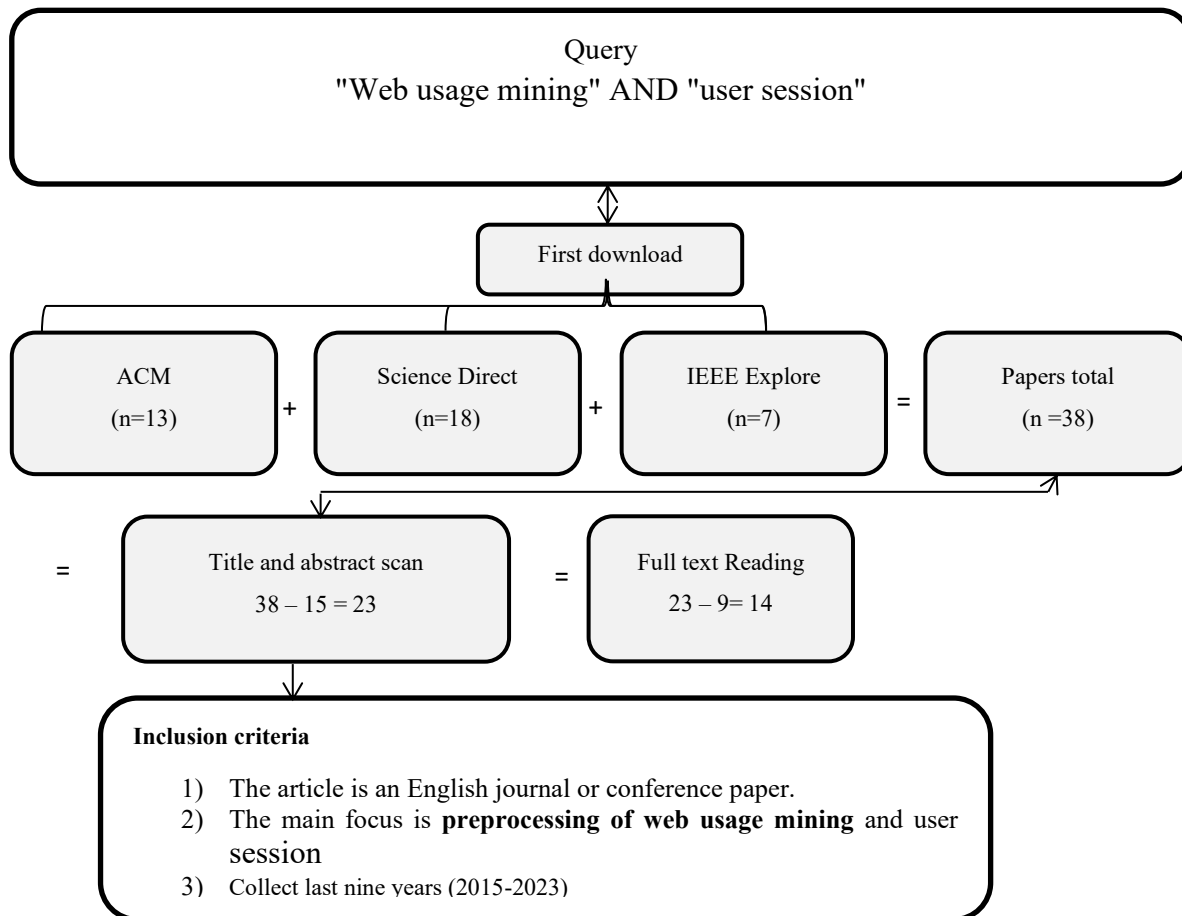 Query
"Web usage mining" AND "user session"
First download
ACM
(n=13)
+
Science Direct
(n=18)
+
IEEE Explore
(n=7)
=
Papers total
(n =38)
=
Title and abstract scan
38 – 15 = 23
=
Full text Reading
23 – 9= 14
Inclusion criteria
1) The article is an English journal or conference paper.
2) The main focus is preprocessing of web usage mining and user
session
3) Collect last nine years (2015-2023)